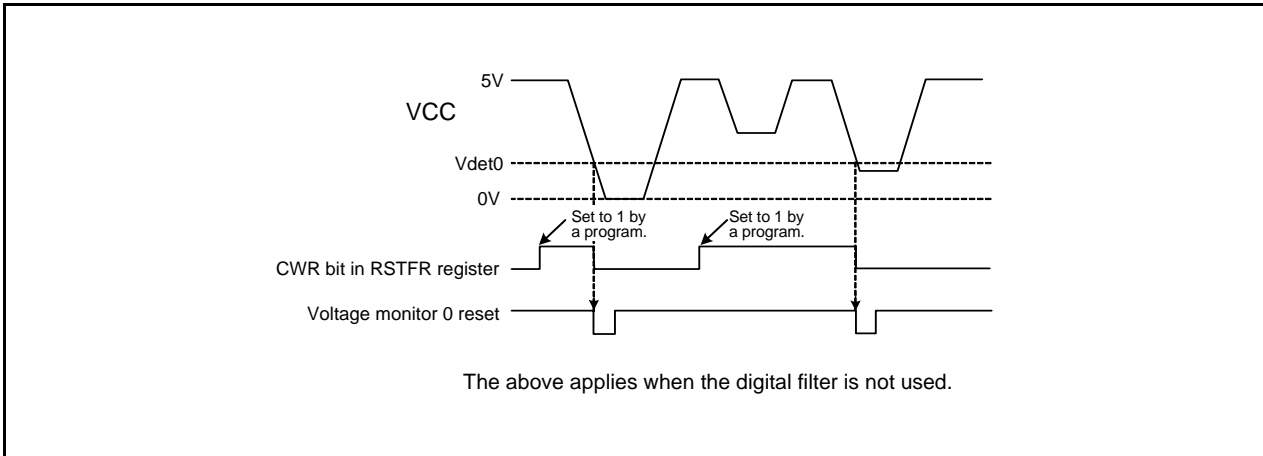 5V
VCC
Vdet0
0V
Set to 1 by
a program.
Set to 1 by
a program.
CWR bit in RSTFR register
Voltage monitor 0 reset
The above applies when the digital filter is not used.